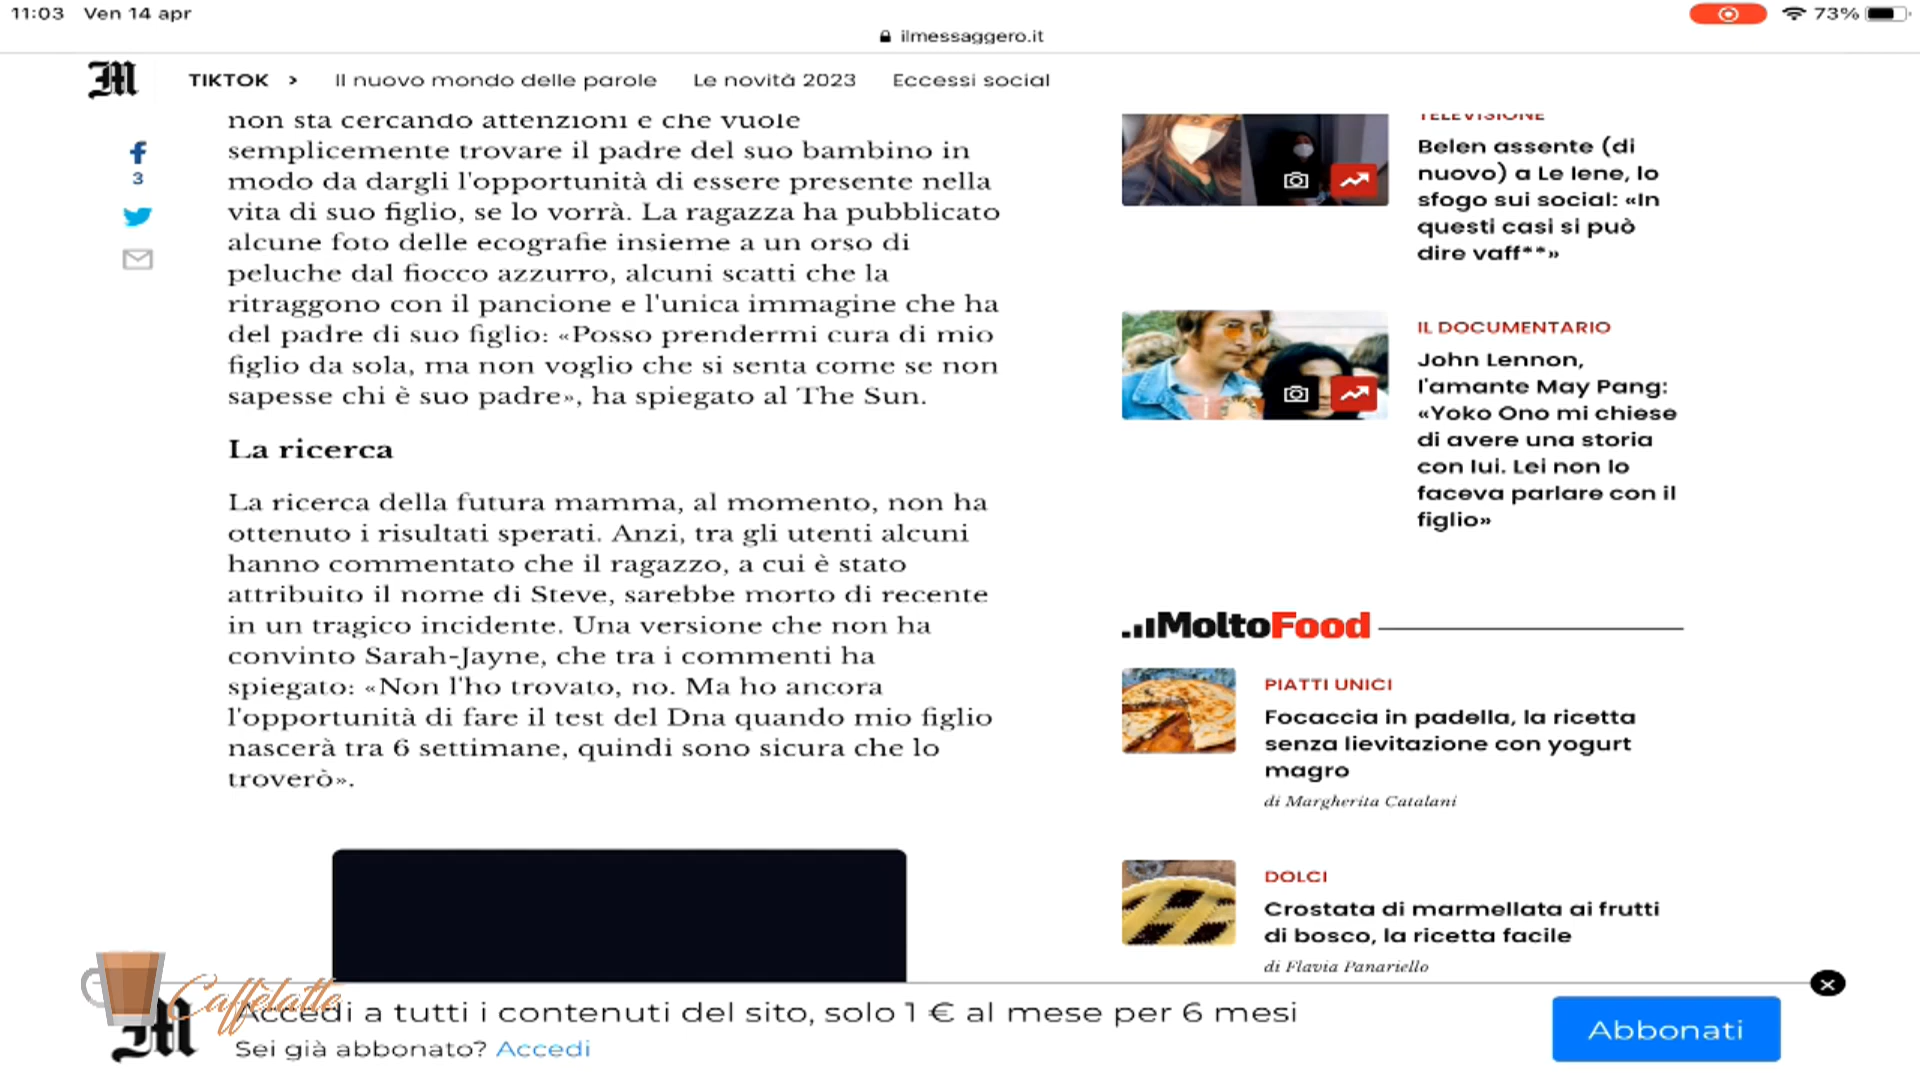 11:03 Ven 14 apr
73%
ilmessaggero.it
TIKTOK > Il nuovo mondo delle parole Le novità 2023 Eccessi social
3
non sta cercando attenzioni e che vuole
semplicemente trovare il padre del suo bambino in
modo da dargli l'opportunità di essere presente nella
vita di suo figlio, se lo vorrà. La ragazza ha pubblicato
alcune foto delle ecografie insieme a un orso di
peluche dal fiocco azzurro, alcuni scatti che la
ritraggono con il pancione e l'unica immagine che ha
del padre di suo figlio: «Posso prendermi cura di mio
figlio da sola, ma non voglio che si senta come se non
sapesse chi è suo padre», ha spiegato al The Sun.
La ricerca
La ricerca della futura mamma, al momento, non ha
ottenuto i risultati sperati. Anzi, tra gli utenti alcuni
hanno commentato che il ragazzo, a cui è stato
attribuito il nome di Steve, sarebbe morto di recente
in un tragico incidente. Una versione che non ha
convinto Sarah-Jayne, che tra i commenti ha
spiegato: «Non l'ho trovato, no. Ma ho ancora
l'opportunità di fare il test del Dna quando mio figlio
nascerà tra 6 settimane, quindi sono sicura che lo
troverò».
TELEVISIONE
Belen assente (di
nuovo) a Le Iene, lo
sfogo sui social: «In
questi casi si può
dire vaff**»
IL DOCUMENTARIO
John Lennon,
l'amante May Pang:
«Yoko Ono mi chiese
di avere una storia
con lui. Lei non lo
faceva parlare con il
figlio»
MoltoFood
PIATTI UNICI
Focaccia in padella, la ricetta
senza lievitazione con yogurt
magro
di Margherita Catalani
DOLCI
Crostata di marmellata ai frutti
di bosco, la ricetta facile
di Flavia Panariello
Caffèlatte
M
Accedi a tutti i contenuti del sito, solo 1 € al mese per 6 mesi
Sei già abbonato? Accedi
Abbonati